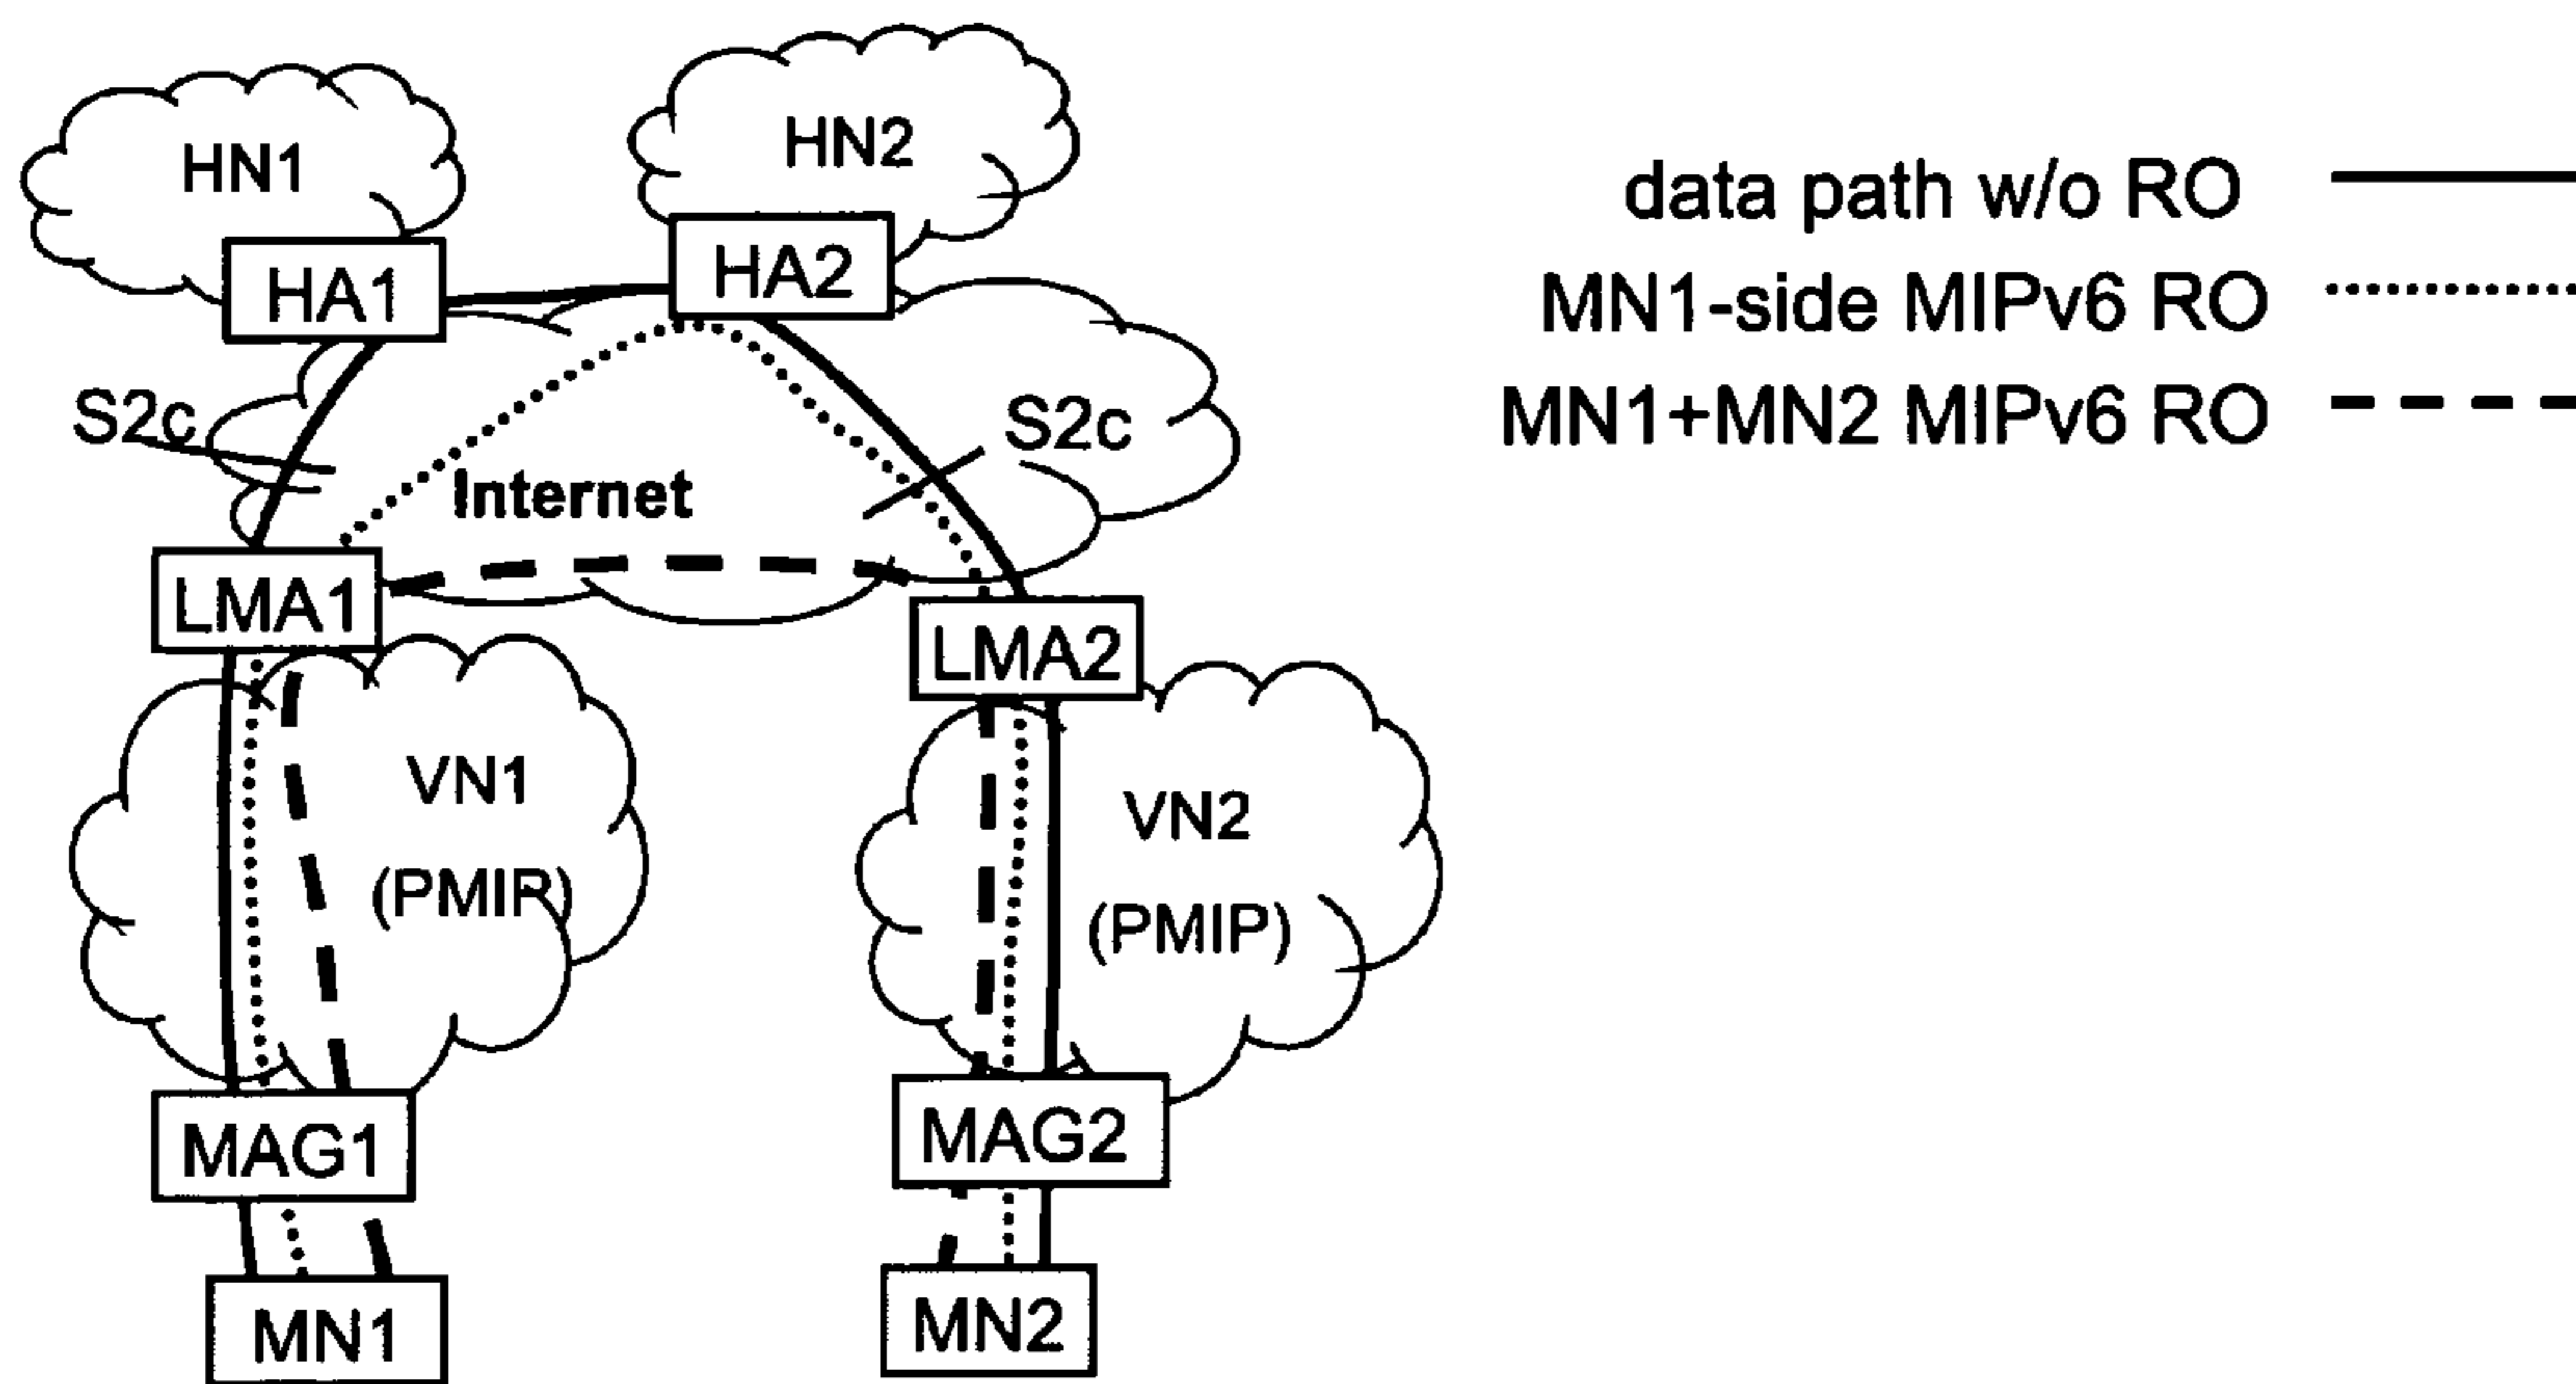 HN1
HN2
HA1
HA2
S2c
S2c
Internet
LMA1
LMA2
VN1
(PMIP)
VN2
(PMIP)
MAG1
MAG2
MN1
MN2
data path w/o RO
MN1-side MIPv6 RO
MN1+MN2 MIPv6 RO